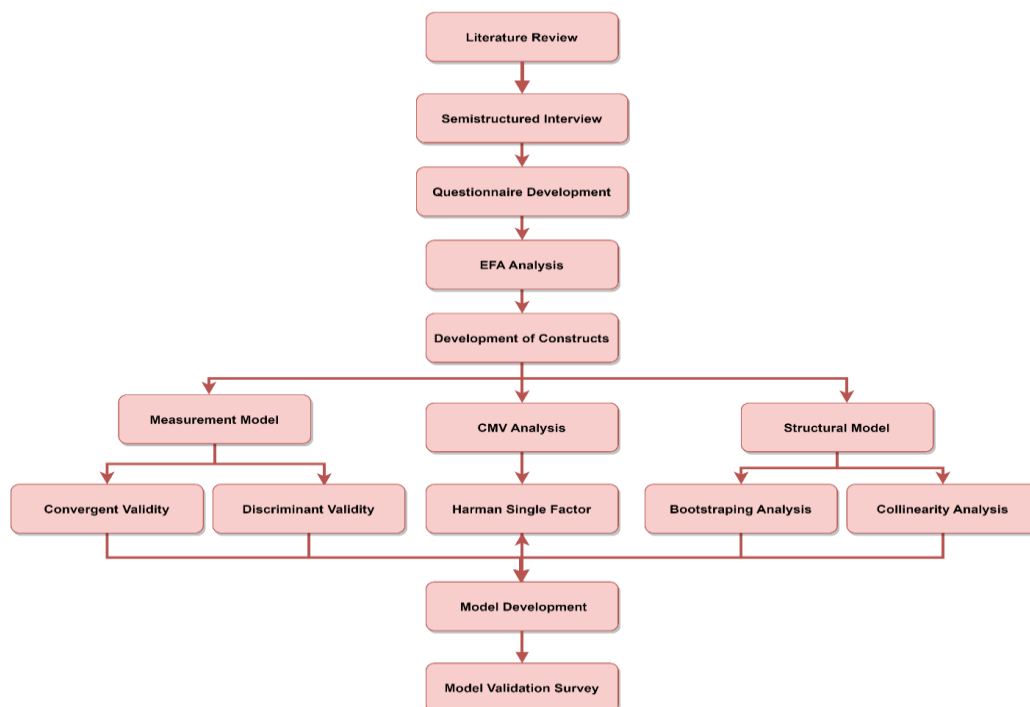 Literature Review
Semistructured Interview
Questionnaire Development
EFA Analysis
Development of Constructs
Measurement Model
CMV Analysis
Structural Model
Convergent Validity
Discriminant Validity
Harman Single Factor
Bootstraping Analysis
Collinearity Analysis
Model Development
Model Validation Survey